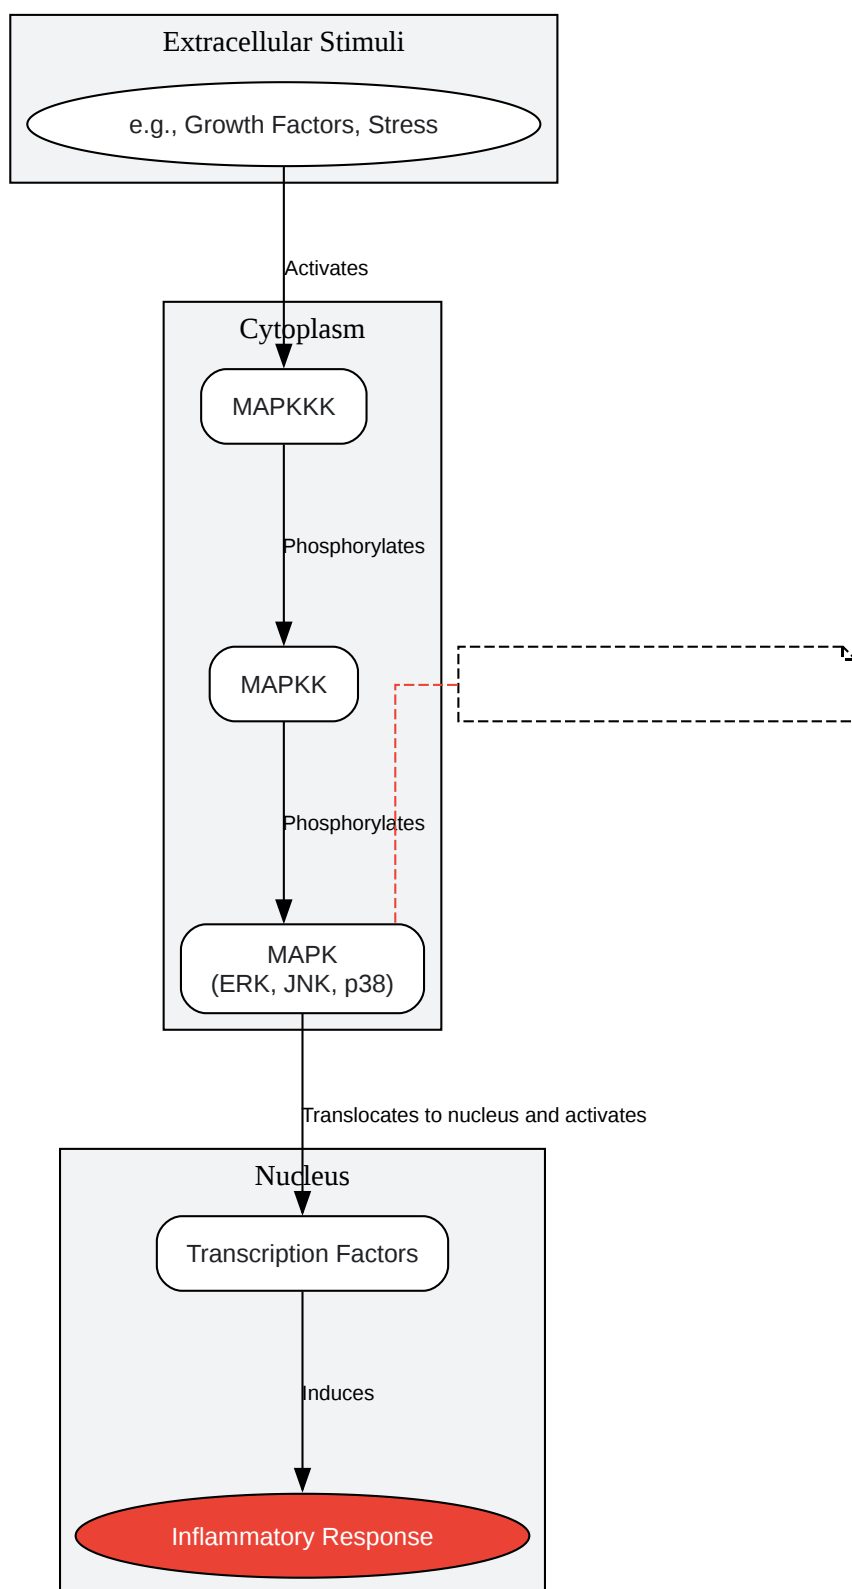 Extracellular Stimuli
e.g., Growth Factors, Stress
Activates
Cytoplasm
MAPKKK
Phosphorylates
MAPKK
Phosphorylates
MAPK
(ERK, JNK, p38)
Translocates to nucleus and activates
Nucleus
Transcription Factors
Induces
Inflammatory Response